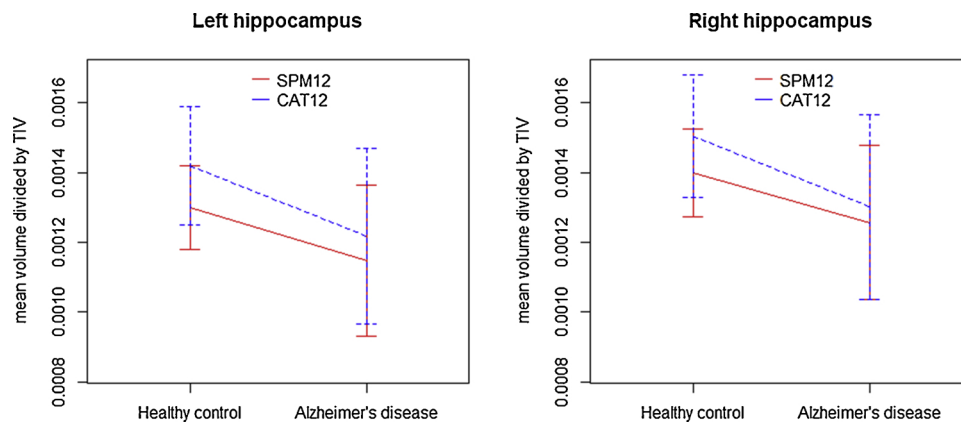 Left hippocampus
mean volume divided by TIV
0.0016
0.0014
0.0012
0.0010
0.0008
SPM12
CAT12
Healthy control
Alzheimer's disease
Right hippocampus
mean volume divided by TIV
0.0016
0.0014
0.0012
0.0010
0.0008
SPM12
CAT12
Healthy control
Alzheimer's disease